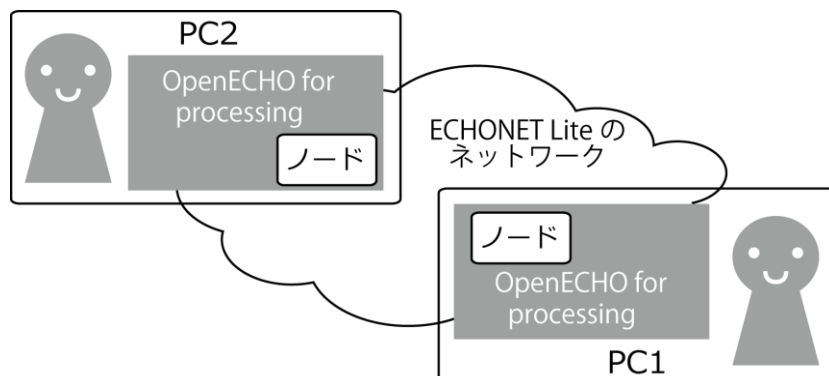 PC2
OpenECHO for
processing
ノード
ECHONET Lite の
ネットワーク
ノード
OpenECHO for
processing
PC1